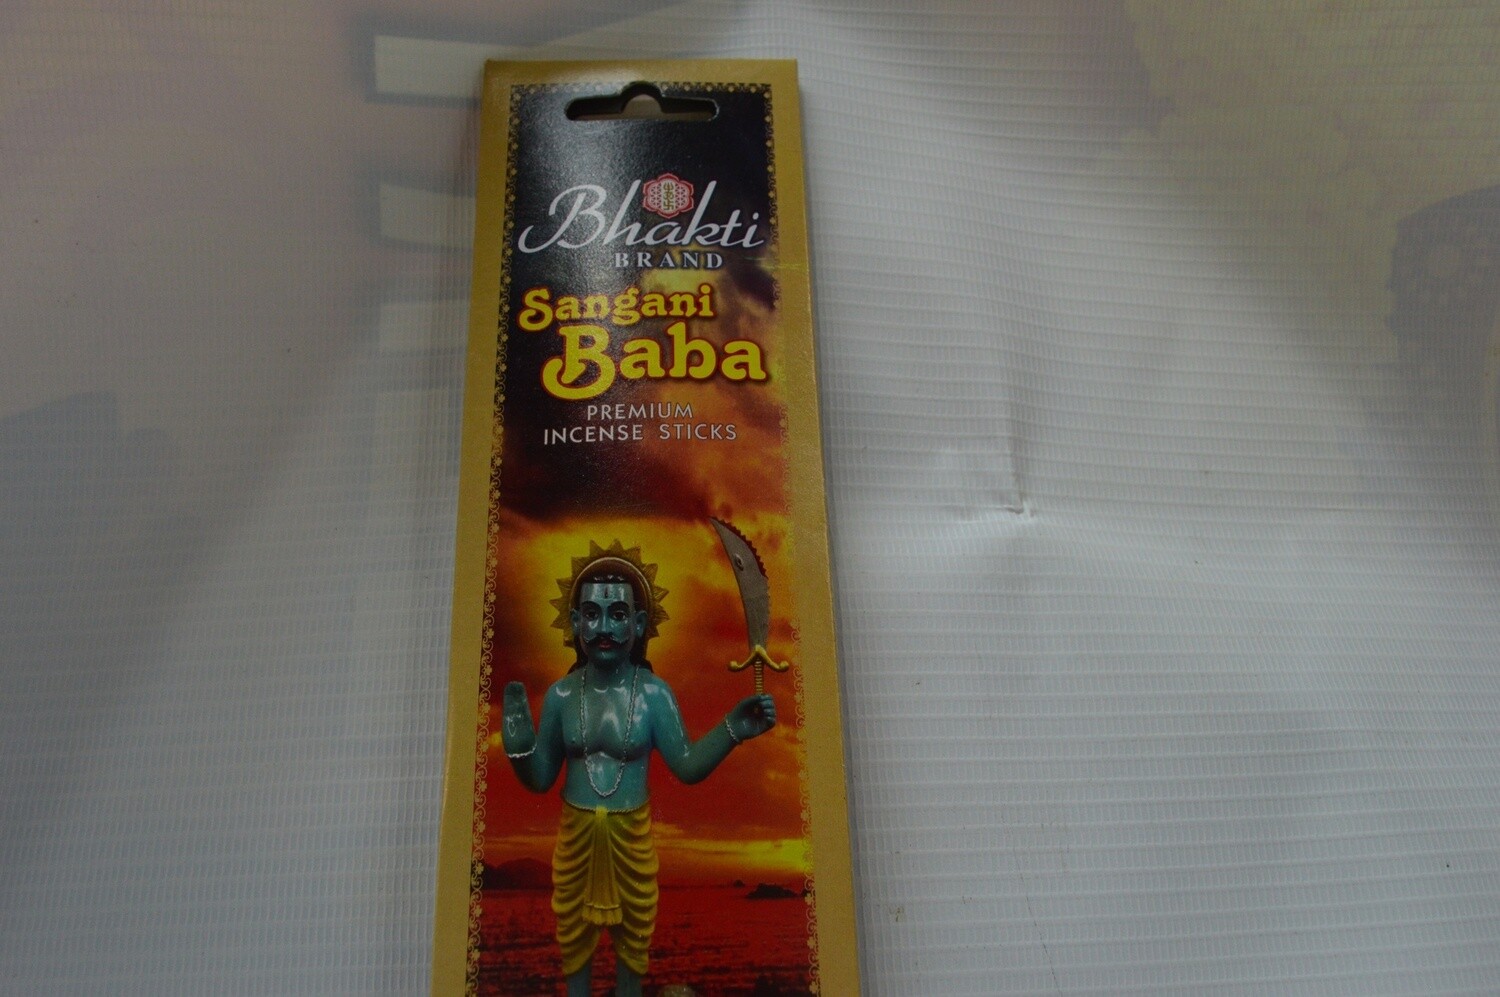 Bhakti
BRAND
Sangani
Baba
PREMIUM
INCENSE STICKS